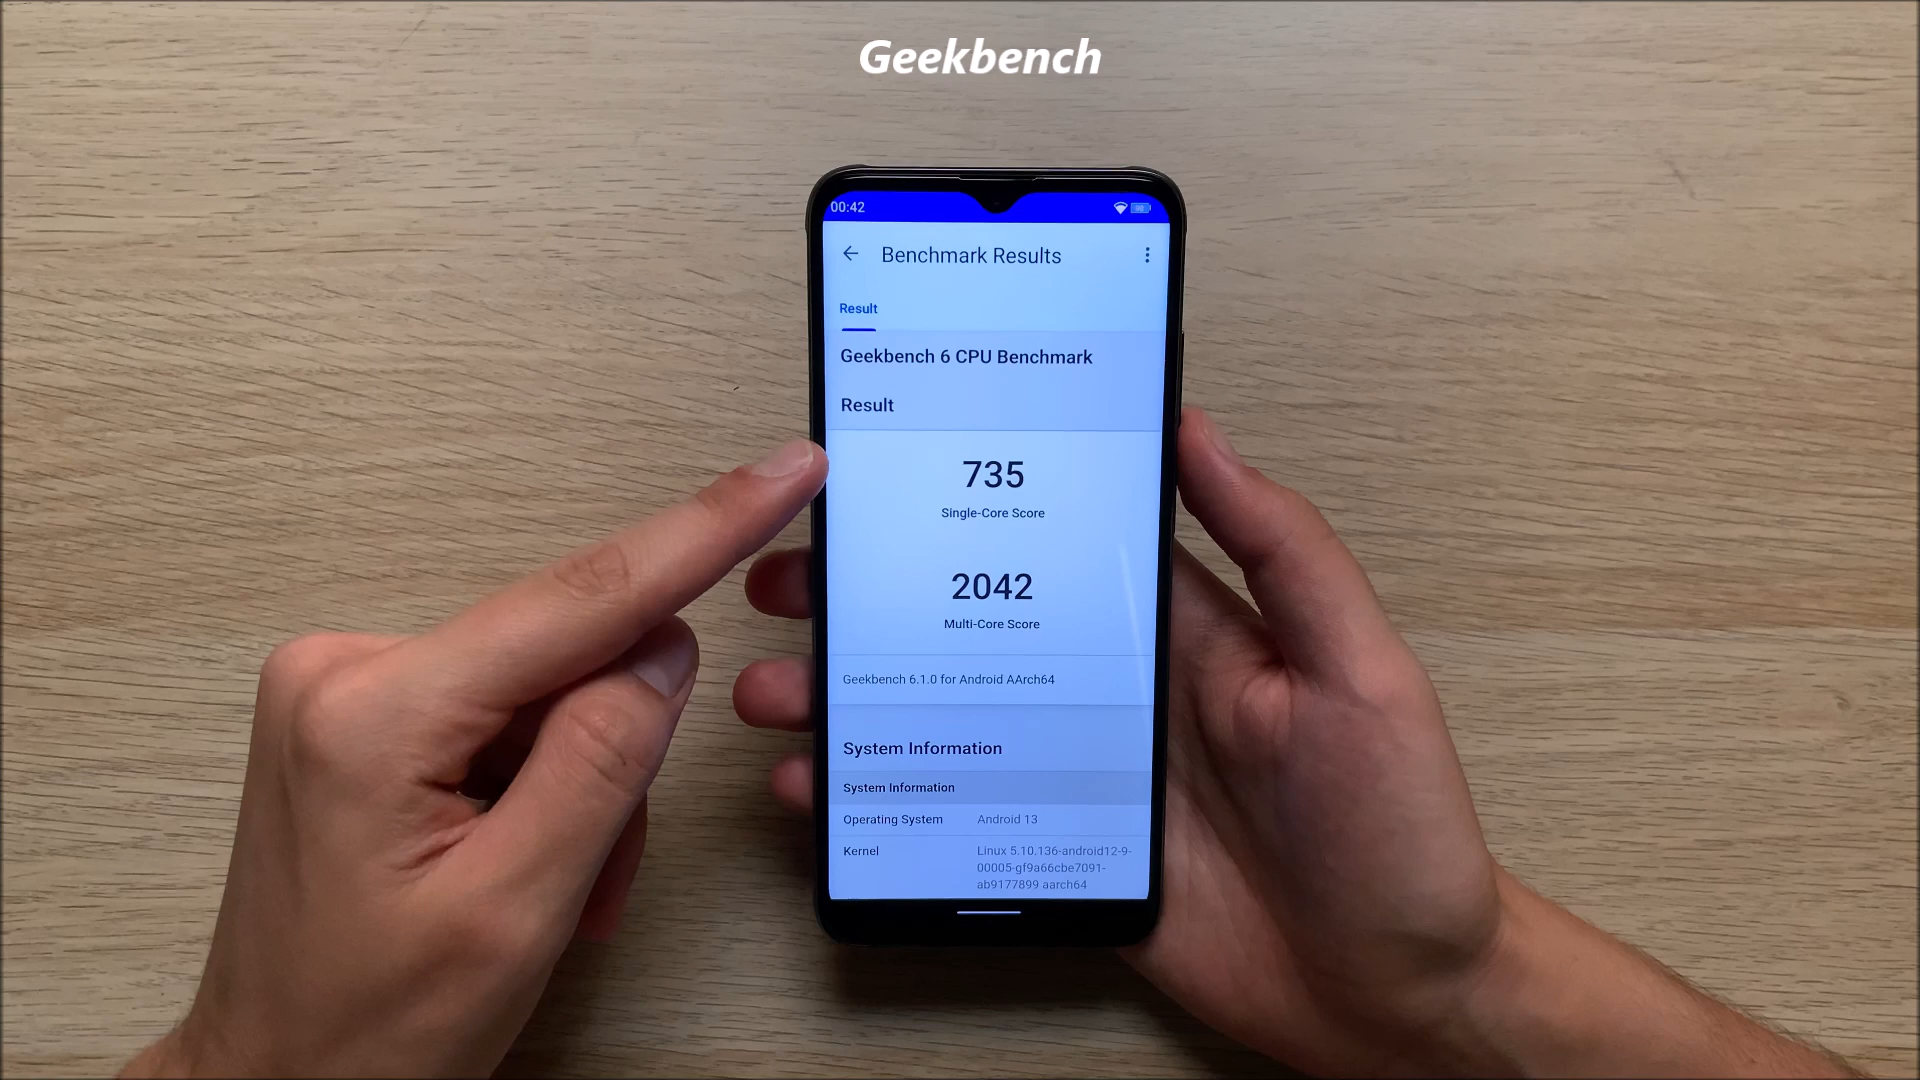 Geekbench
00:42
Benchmark Results
Result
Geekbench 6 CPU Benchmark
Result
735
Single-Core Score
2042
Multi-Core Score
Geekbench 6.1.0 for Android AArch64
System Information
System Information
Operating System Android 13
Kernel Linux 5.10.136-android12-9-
00005-gf9a66cbe7091-
ab9177899 aarch64